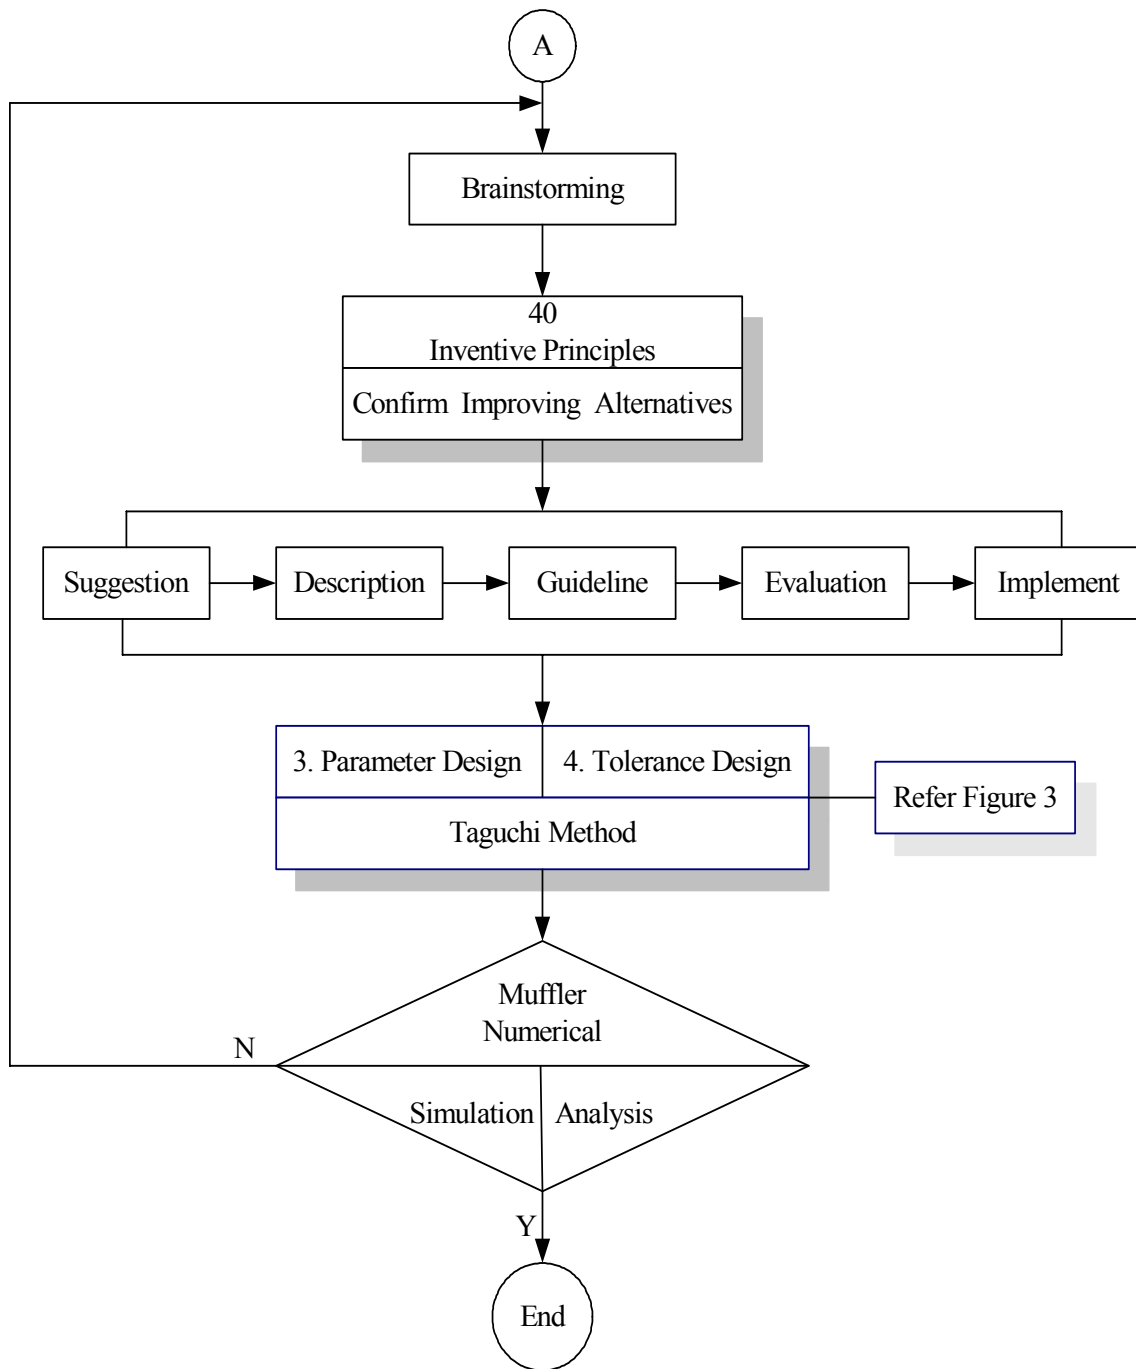 A
Brainstorming
40
Inventive Principles
Confirm Improving Alternatives
Suggestion
Description
Guideline
Evaluation
Implement
3. Parameter Design
4. Tolerance Design
Refer Figure 3
Taguchi Method
Muffler
Numerical
N
Simulation
Analysis
Y
End